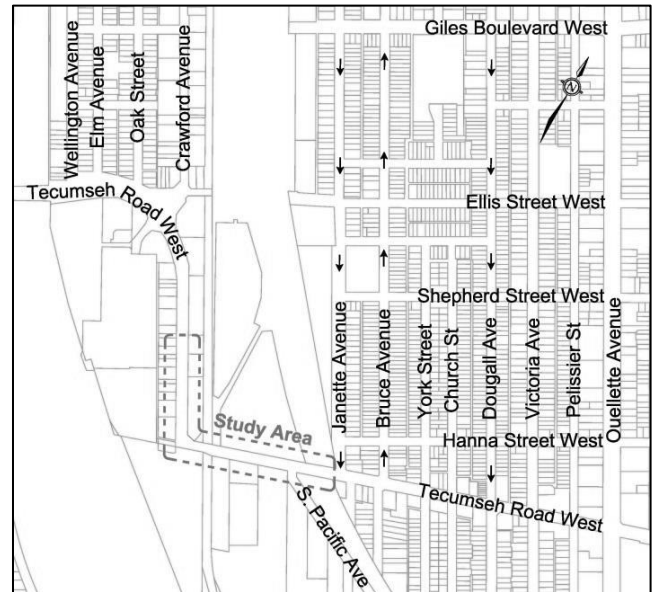 Giles Boulevard West
Wellington Avenue
Elm Avenue
Oak Street
Crawford Avenue
N
Tecumseh Road West
Ellis Street West
Shepherd Street West
Janette Avenue
Bruce Avenue
York Street
Church St
Dougall Ave
Victoria Ave
Pelissier St
Ouellette Avenue
Study Area
Hanna Street West
Tecumseh Road West
S. Pacific Ave